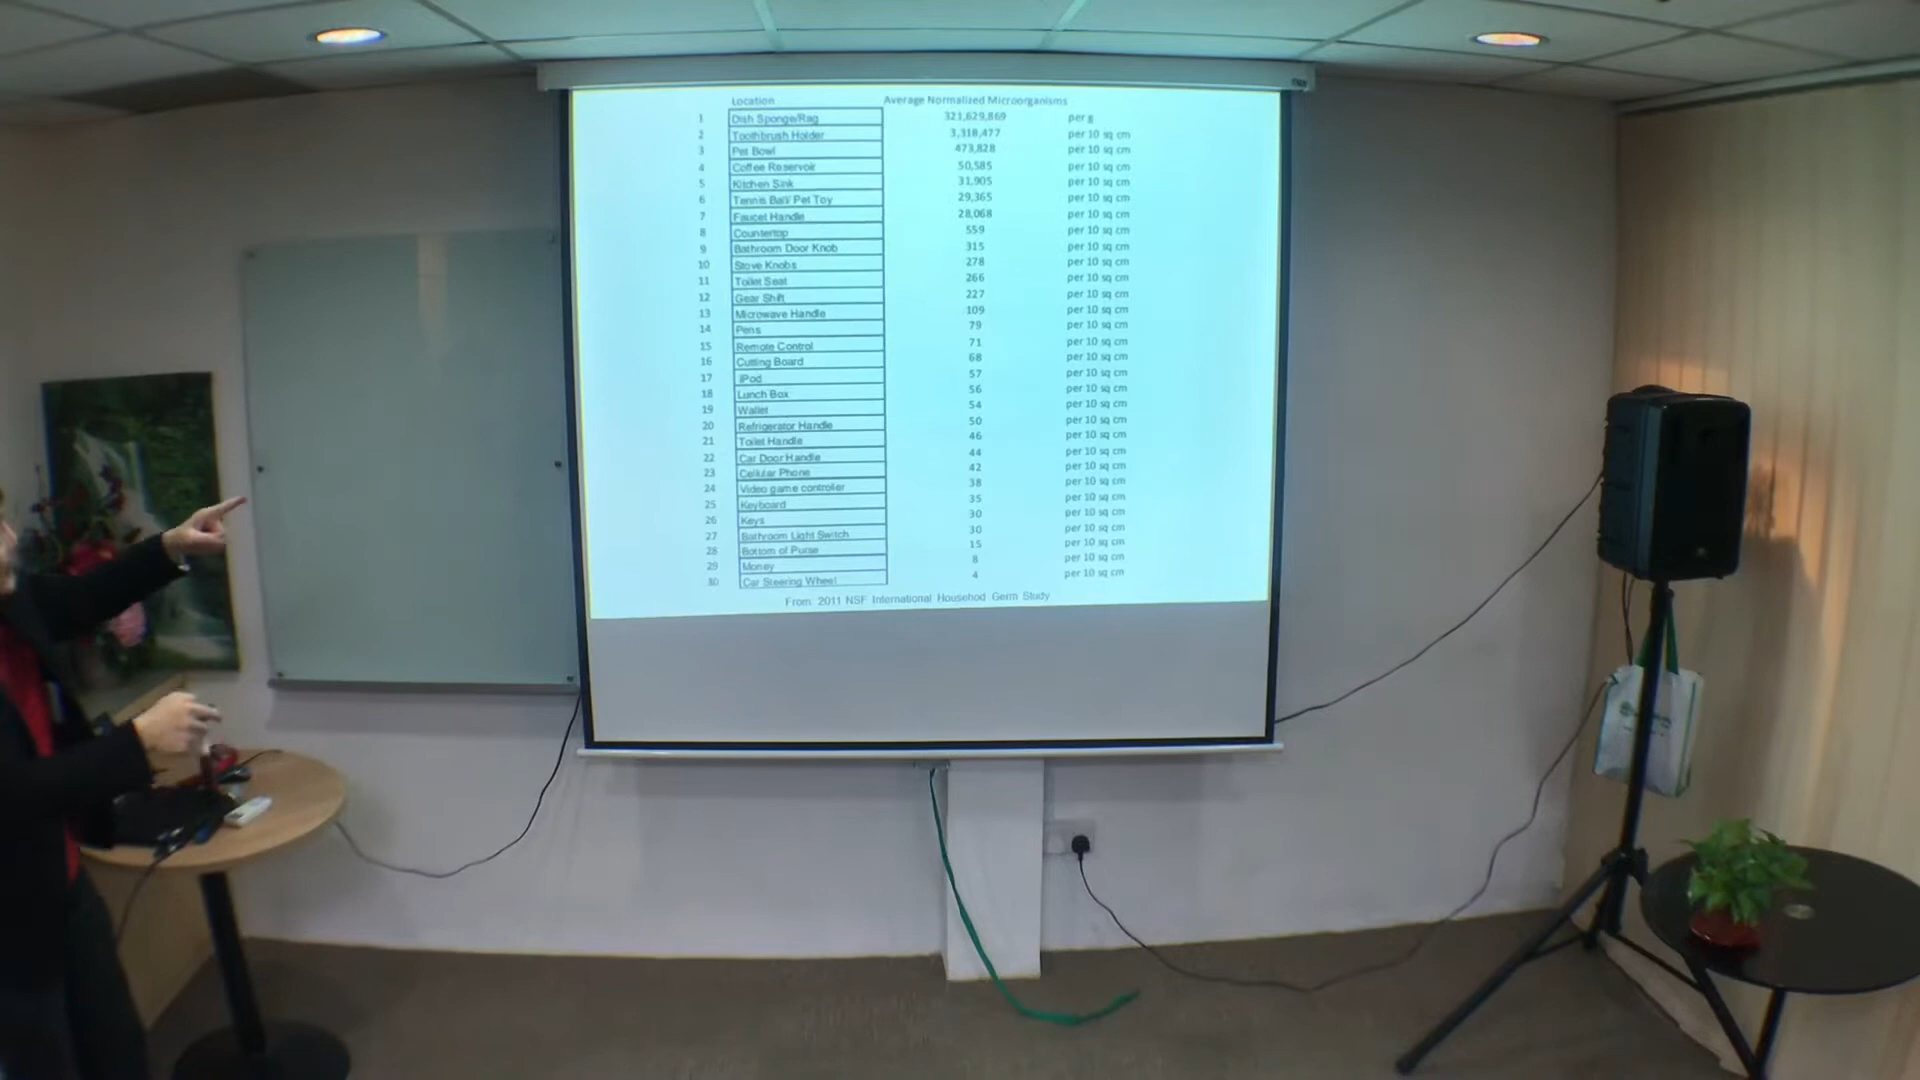 Location Average Normalized Microorganisms
1 Dish Sponge/Rag 321,629,869 per g
2 Toothbrush Holder 3,318,477 per 10 sq cm
3 Pet Bowl 473,828 per 10 sq cm
4 Coffee Reservoir 50,585 per 10 sq cm
5 Kitchen Sink 31,905 per 10 sq cm
6 Tennis Ball/ Pet Toy 29,365 per 10 sq cm
7 Faucet Handle 28,068 per 10 sq cm
8 Countertop 559 per 10 sq cm
9 Bathroom Door Knob 315 per 10 sq cm
10 Stove Knobs 278 per 10 sq cm
11 Toilet Seat 266 per 10 sq cm
12 Gear Shift 227 per 10 sq cm
13 Microwave Handle 109 per 10 sq cm
14 Pens 79 per 10 sq cm
15 Remote Control 71 per 10 sq cm
16 Cutting Board 68 per 10 sq cm
17 iPod 57 per 10 sq cm
18 Lunch Box 56 per 10 sq cm
19 Wallet 54 per 10 sq cm
20 Refrigerator Handle 50 per 10 sq cm
21 Toilet Handle 46 per 10 sq cm
22 Car Door Handle 44 per 10 sq cm
23 Cellular Phone 42 per 10 sq cm
24 Video game controller 38 per 10 sq cm
25 Keyboard 35 per 10 sq cm
26 Keys 30 per 10 sq cm
27 Bathroom Light Switch 30 per 10 sq cm
28 Bottom of Purse 15 per 10 sq cm
29 Money 8 per 10 sq cm
30 Car Steering Wheel 4 per 10 sq cm
From: 2011 NSF International Househod Germ Study